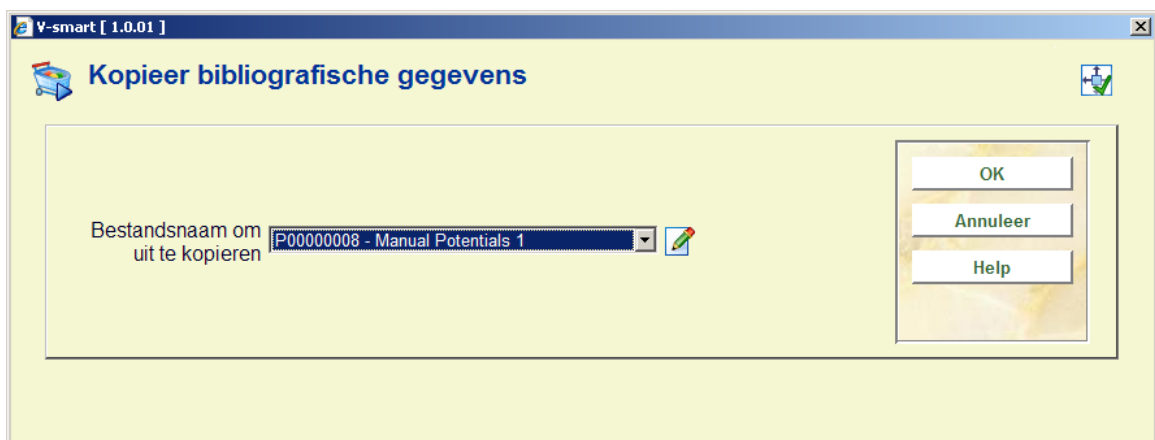 V-smart [ 1.0.01 ]
Kopieer bibliografische gegevens
Bestandsnaam om
uit te kopieren
P00000008 - Manual Potentials 1
OK
Annuleer
Help